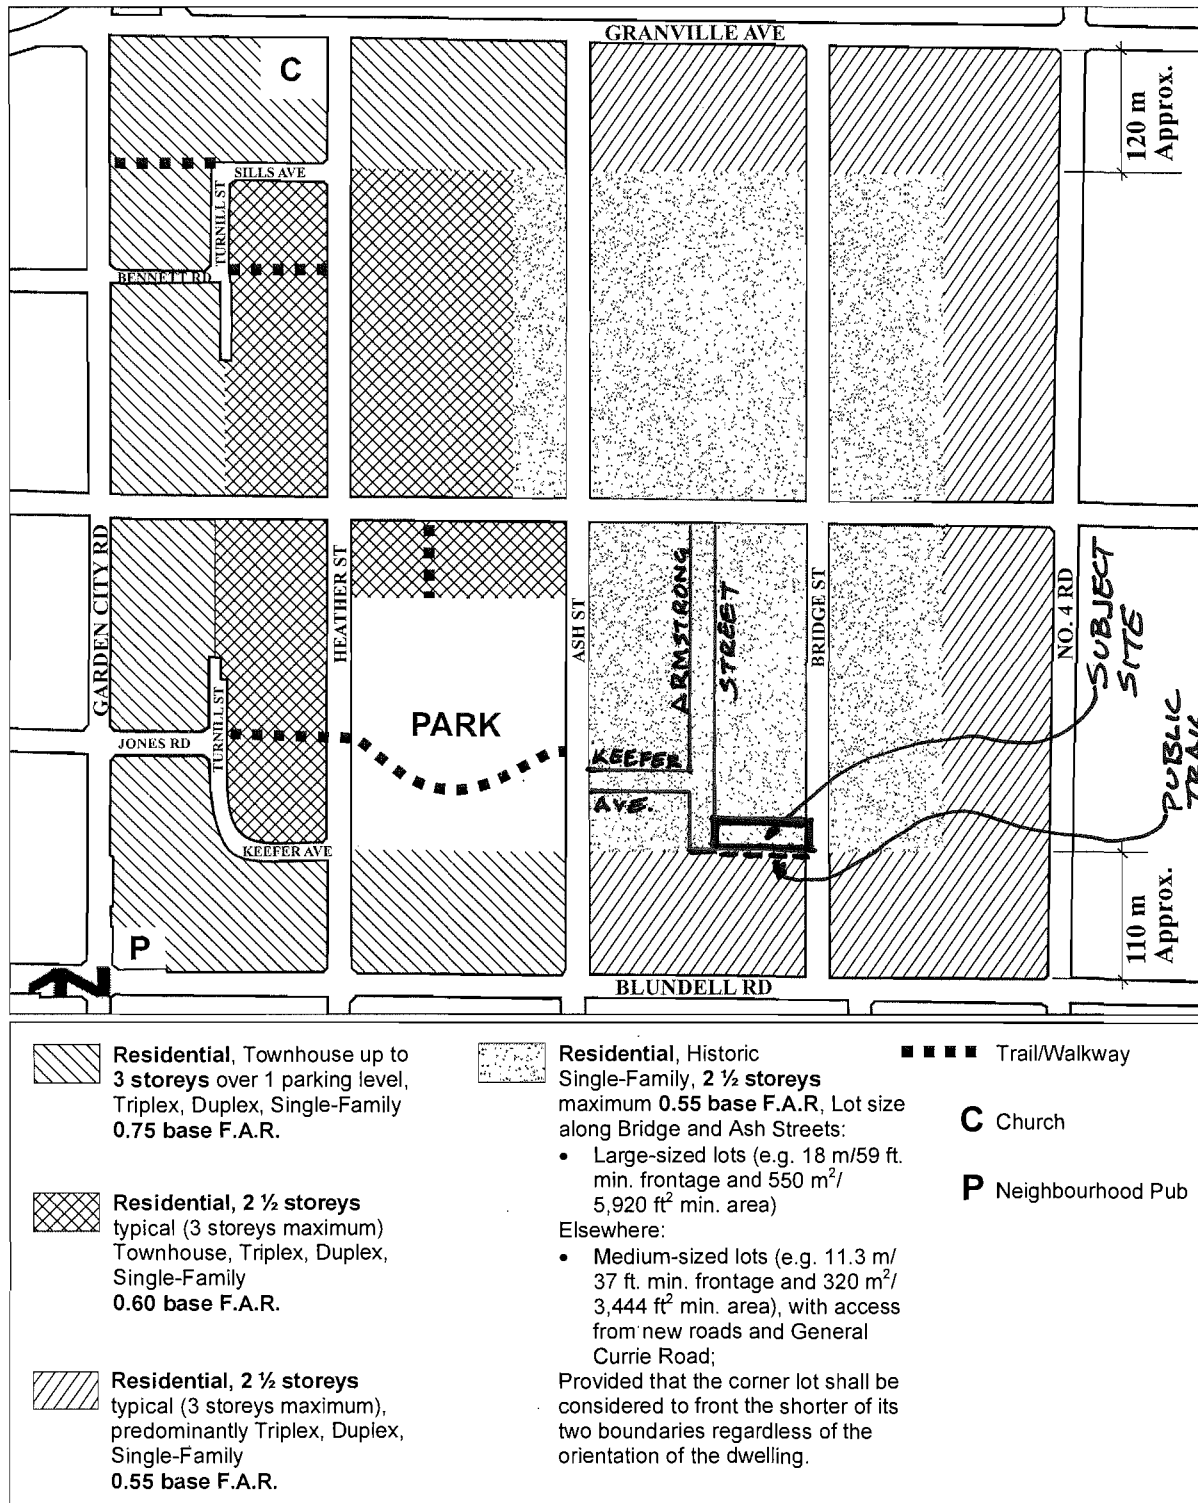 GRANVILLE AVE
C
120 m
Approx.
SILLS AVE
TURNILL ST
BENNETT RD
GARDEN CITY RD
HEATHER ST
ASH ST
ARMSTRONG
STREET
BRIDGE ST
NO. 4 RD
SUBJECT
SITE
PUBLIC
TURNILL ST
JONES RD
PARK
KEEFER
AVE.
KEEFER AVE
P
110 m
Approx.
BLUNDELL RD
Residential, Townhouse up to
3 storeys over 1 parking level,
Triplex, Duplex, Single-Family
0.75 base F.A.R.
Residential, 2 ½ storeys
typical (3 storeys maximum)
Townhouse, Triplex, Duplex,
Single-Family
0.60 base F.A.R.
Residential, 2 ½ storeys
typical (3 storeys maximum),
predominantly Triplex, Duplex,
Single-Family
0.55 base F.A.R.
Residential, Historic
Single-Family, 2 ½ storeys
maximum 0.55 base F.A.R, Lot size
along Bridge and Ash Streets:
• Large-sized lots (e.g. 18 m/59 ft.
min. frontage and 550 m²/
5,920 ft² min. area)
Elsewhere:
• Medium-sized lots (e.g. 11.3 m/
37 ft. min. frontage and 320 m²/
3,444 ft² min. area), with access
from new roads and General
Currie Road;
Provided that the corner lot shall be
considered to front the shorter of its
two boundaries regardless of the
orientation of the dwelling.
Trail/Walkway
C Church
P Neighbourhood Pub